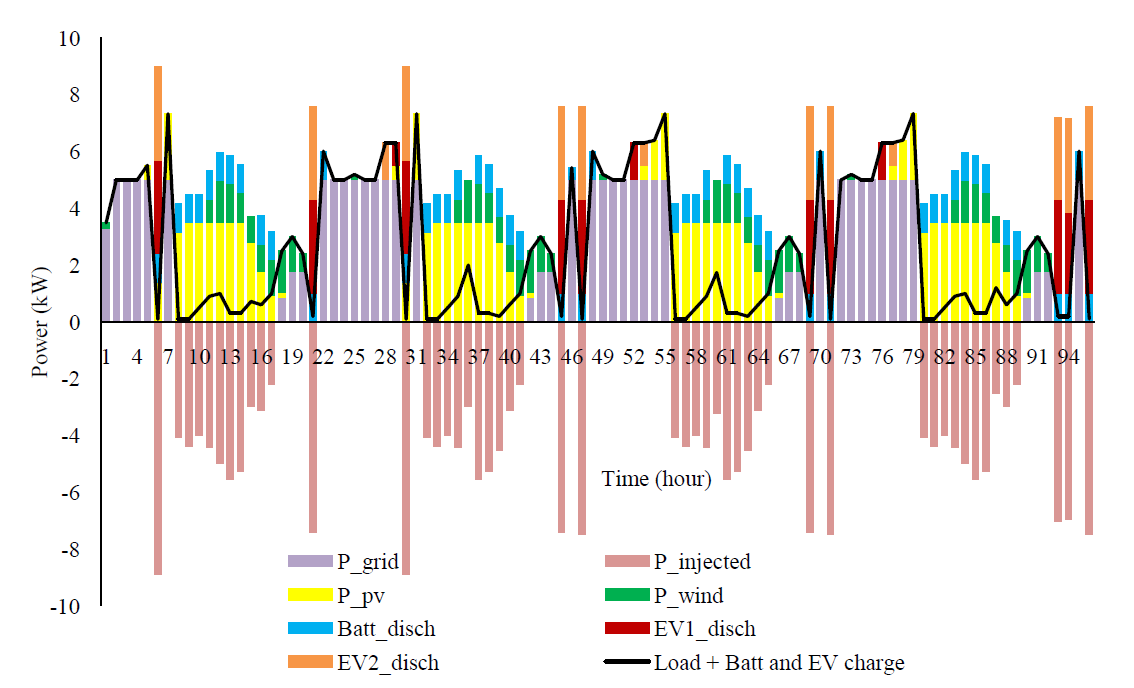 10
8
6
4
2
0
-2
-4
-6
-8
-10
Power (kW)
1 4 7 10 13 16 19 22 25 28 31 34 37 40 43 46 49 52 55 58 61 64 67 70 73 76 79 82 85 88 91 94
Time (hour)
P_grid P_injected
P_pv P_wind
Batt_disch EV1_disch
EV2_disch Load + Batt and EV charge